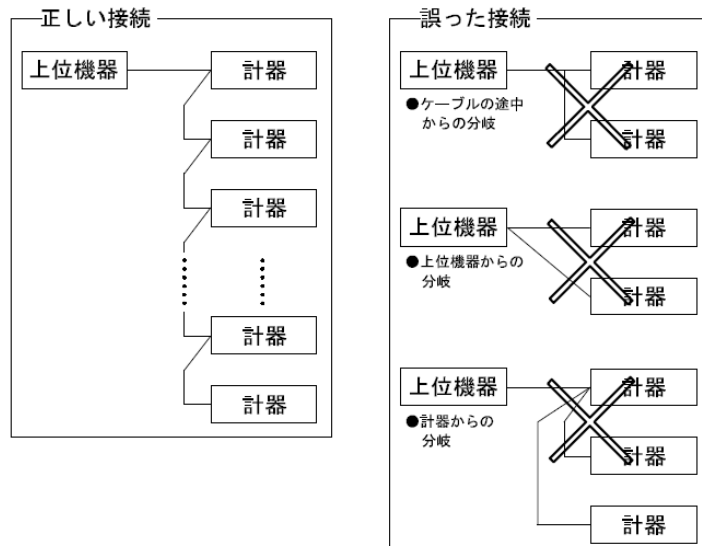 正しい接続
上位機器
計器
計器
計器
計器
計器
誤った接続
上位機器
計器
●ケーブルの途中
からの分岐
計器
上位機器
計器
●上位機器からの
分岐
計器
上位機器
計器
●計器からの
分岐
計器
計器